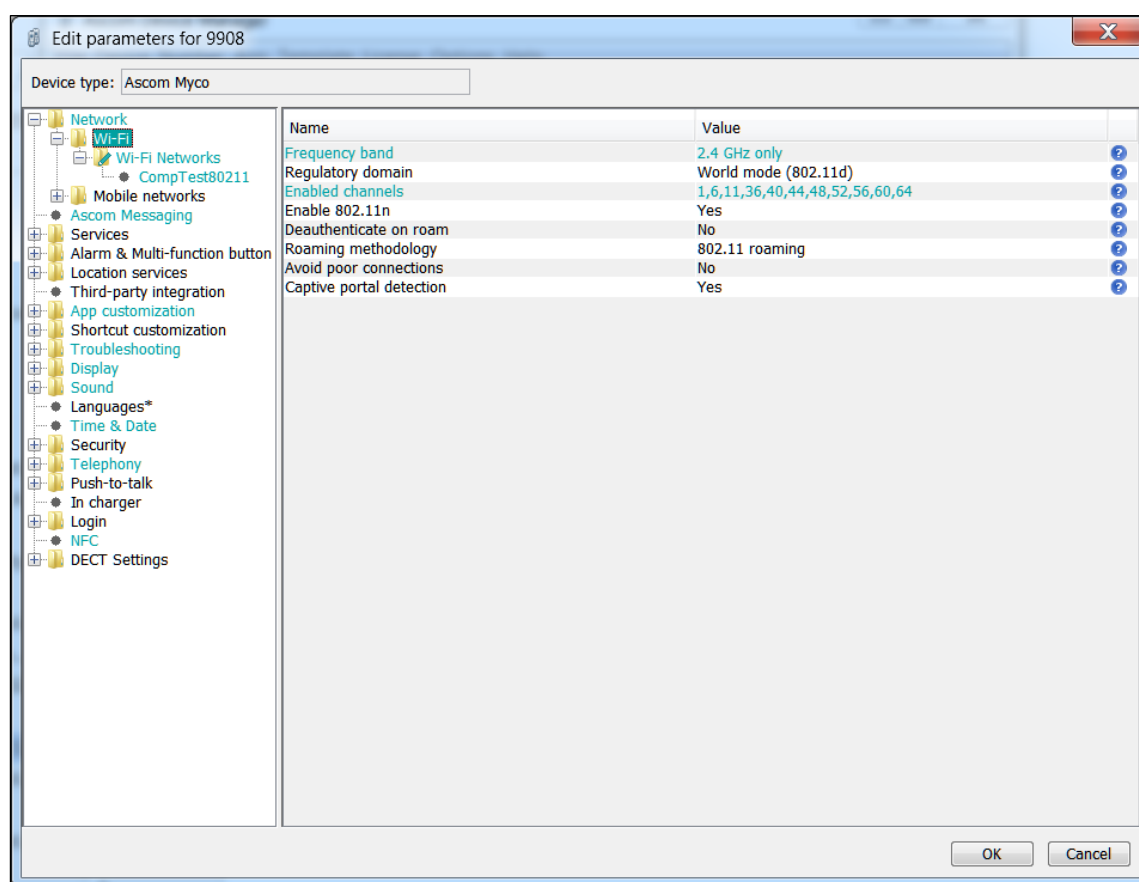 Edit parameters for 9908
X
Device type: Ascom Myco
Network
Wi-Fi
Wi-Fi Networks
CompTest80211
Mobile networks
Ascom Messaging
Services
Alarm & Multi-function button
Location services
Third-party integration
App customization
Shortcut customization
Troubleshooting
Display
Sound
Languages*
Time & Date
Security
Telephony
Push-to-talk
In charger
Login
NFC
DECT Settings
Name Value
Frequency band 2.4 GHz only
Regulatory domain World mode (802.11d)
Enabled channels 1,6,11,36,40,44,48,52,56,60,64
Enable 802.11n Yes
Deauthenticate on roam No
Roaming methodology 802.11 roaming
Avoid poor connections No
Captive portal detection Yes
OK Cancel